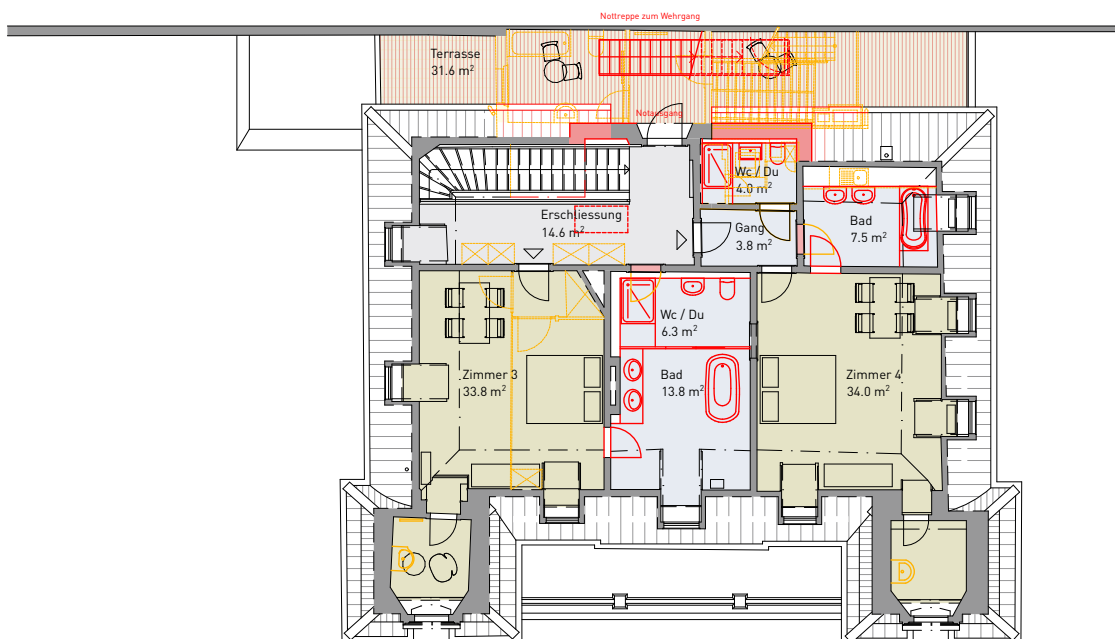 Nottreppe zum Wehrgang
Terrasse
31.6 m²
Notausgang
Wc / Du
4.0 m²
Erschliessung
14.6 m²
Gang
3.8 m²
Bad
7.5 m²
Wc / Du
6.3 m²
Zimmer 3
33.8 m²
Bad
13.8 m²
Zimmer 4
34.0 m²